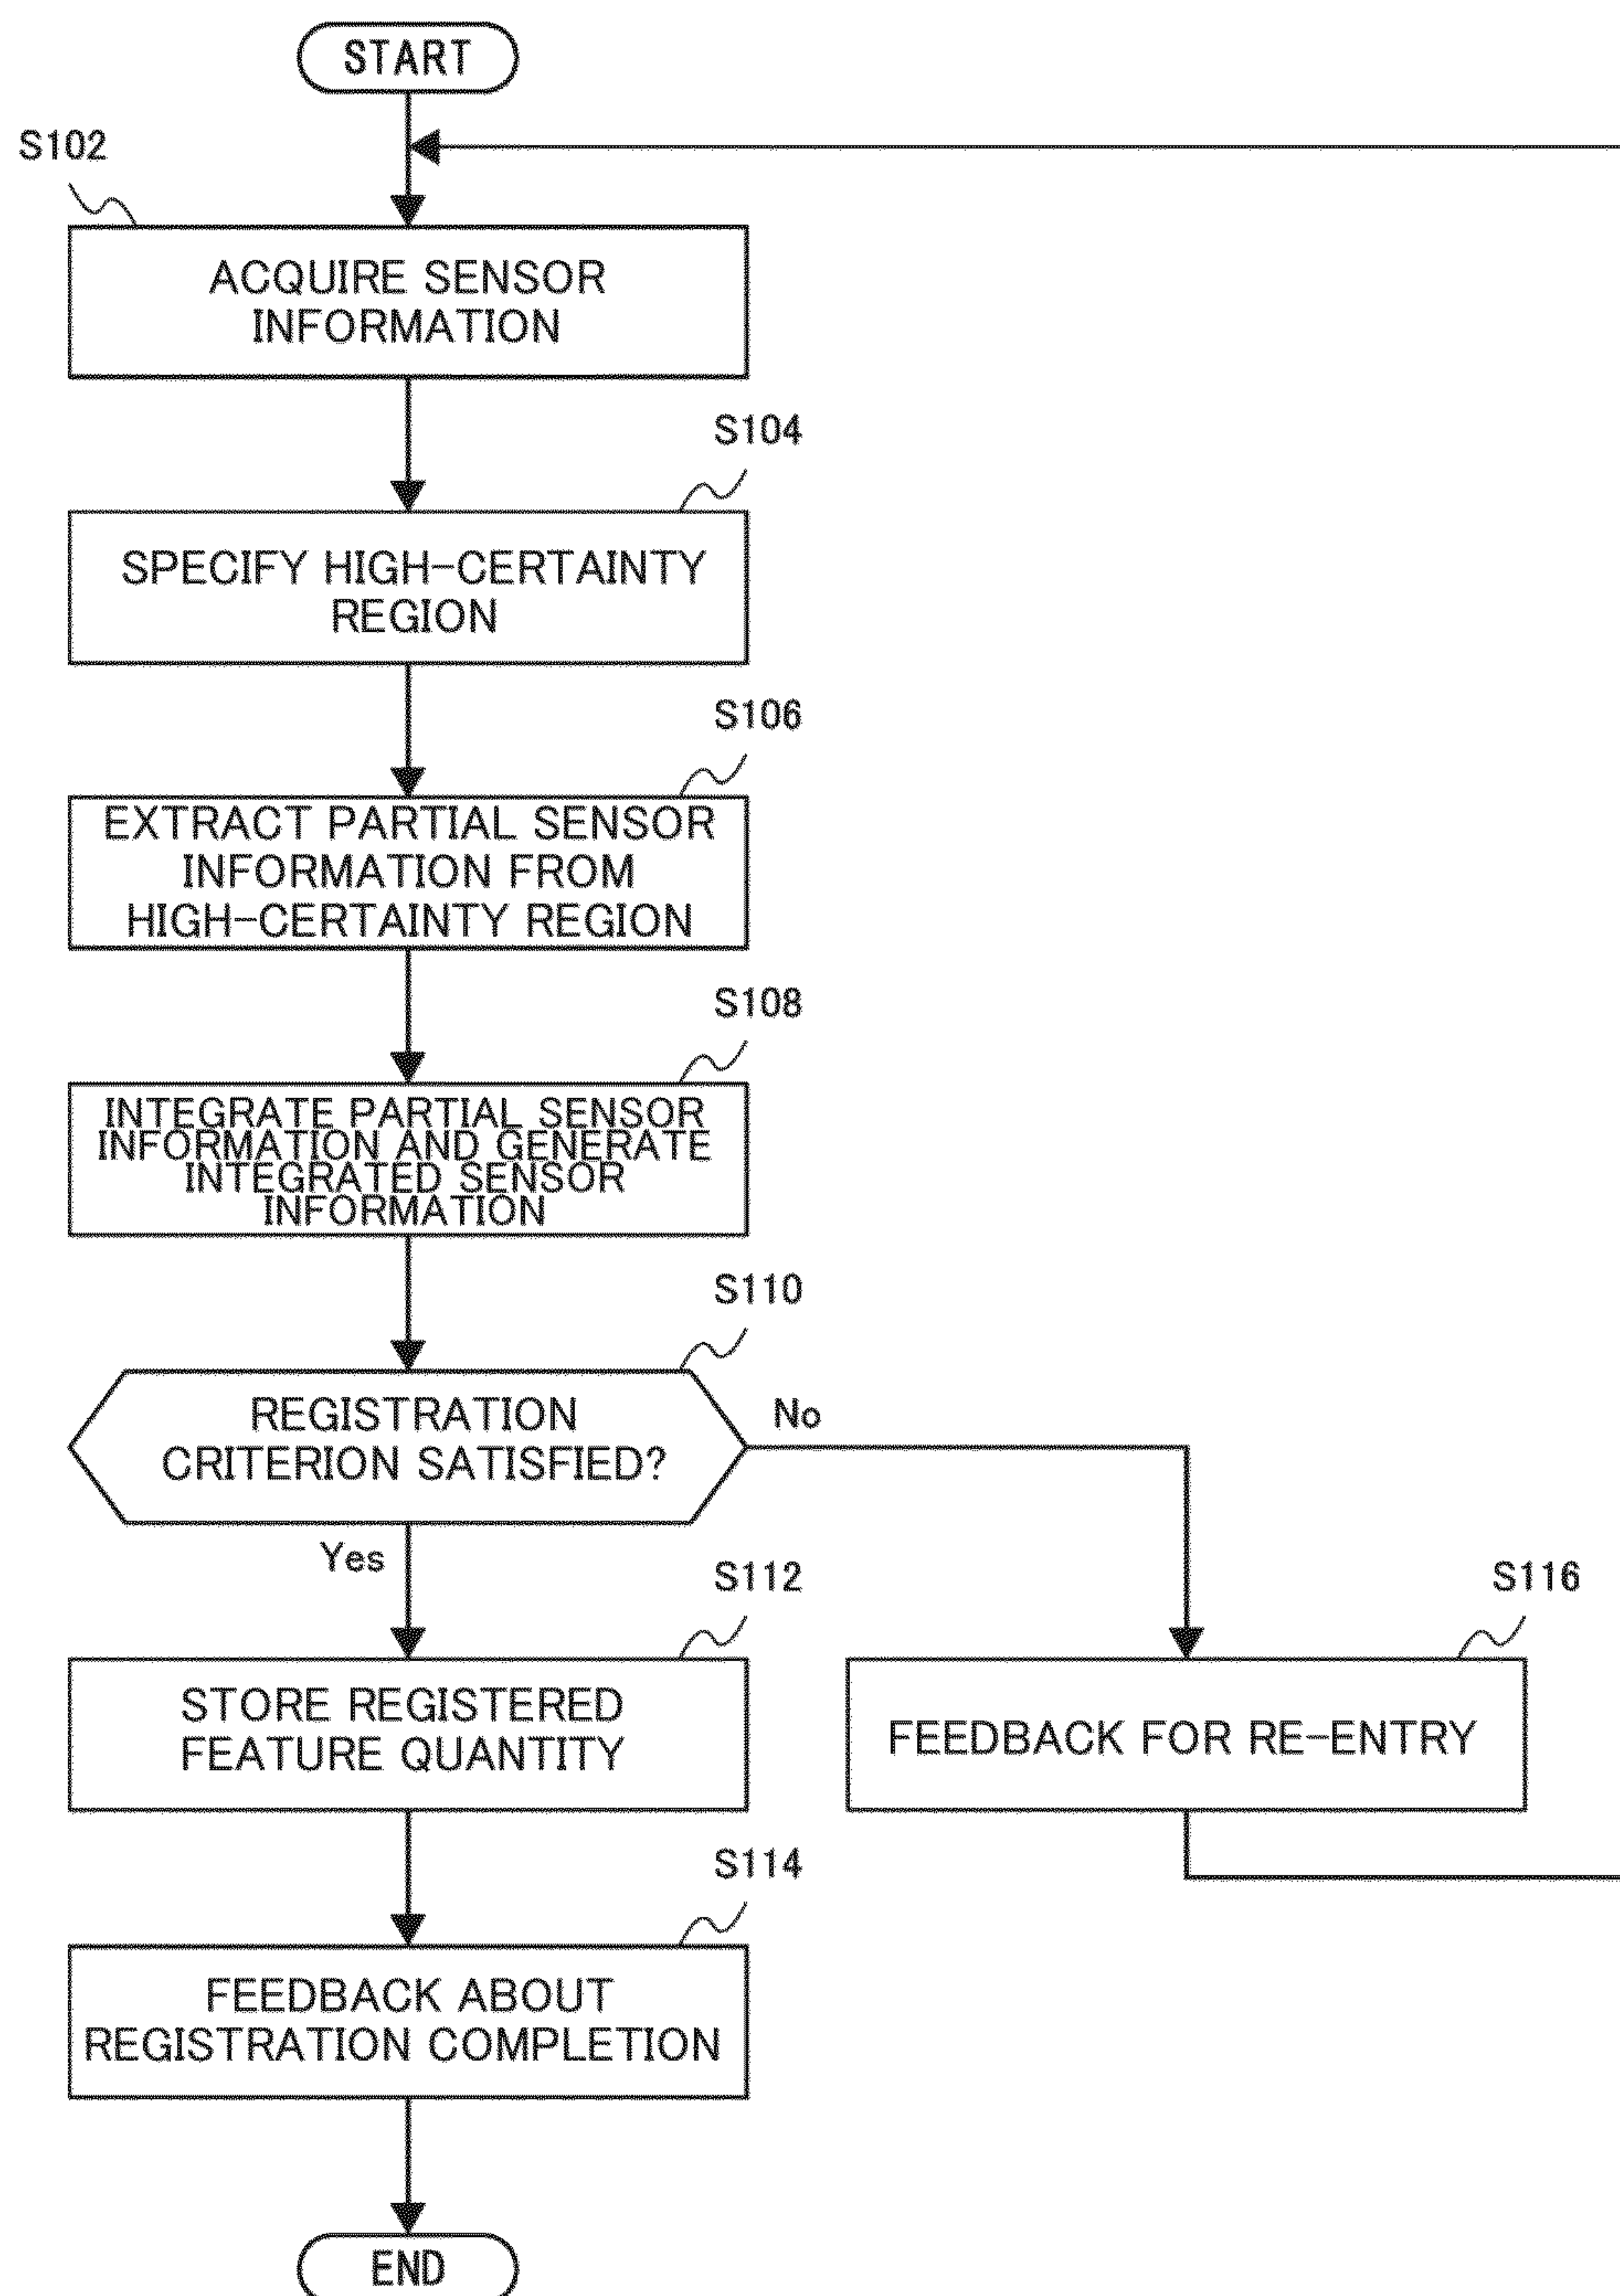 START
S102
ACQUIRE SENSOR
INFORMATION
S104
SPECIFY HIGH-CERTAINTY
REGION
S106
EXTRACT PARTIAL SENSOR
INFORMATION FROM
HIGH-CERTAINTY REGION
S108
INTEGRATE PARTIAL SENSOR
INFORMATION AND GENERATE
INTEGRATED SENSOR
INFORMATION
S110
REGISTRATION
CRITERION SATISFIED?
No
Yes
S112
STORE REGISTERED
FEATURE QUANTITY
S116
FEEDBACK FOR RE-ENTRY
S114
FEEDBACK ABOUT
REGISTRATION COMPLETION
END